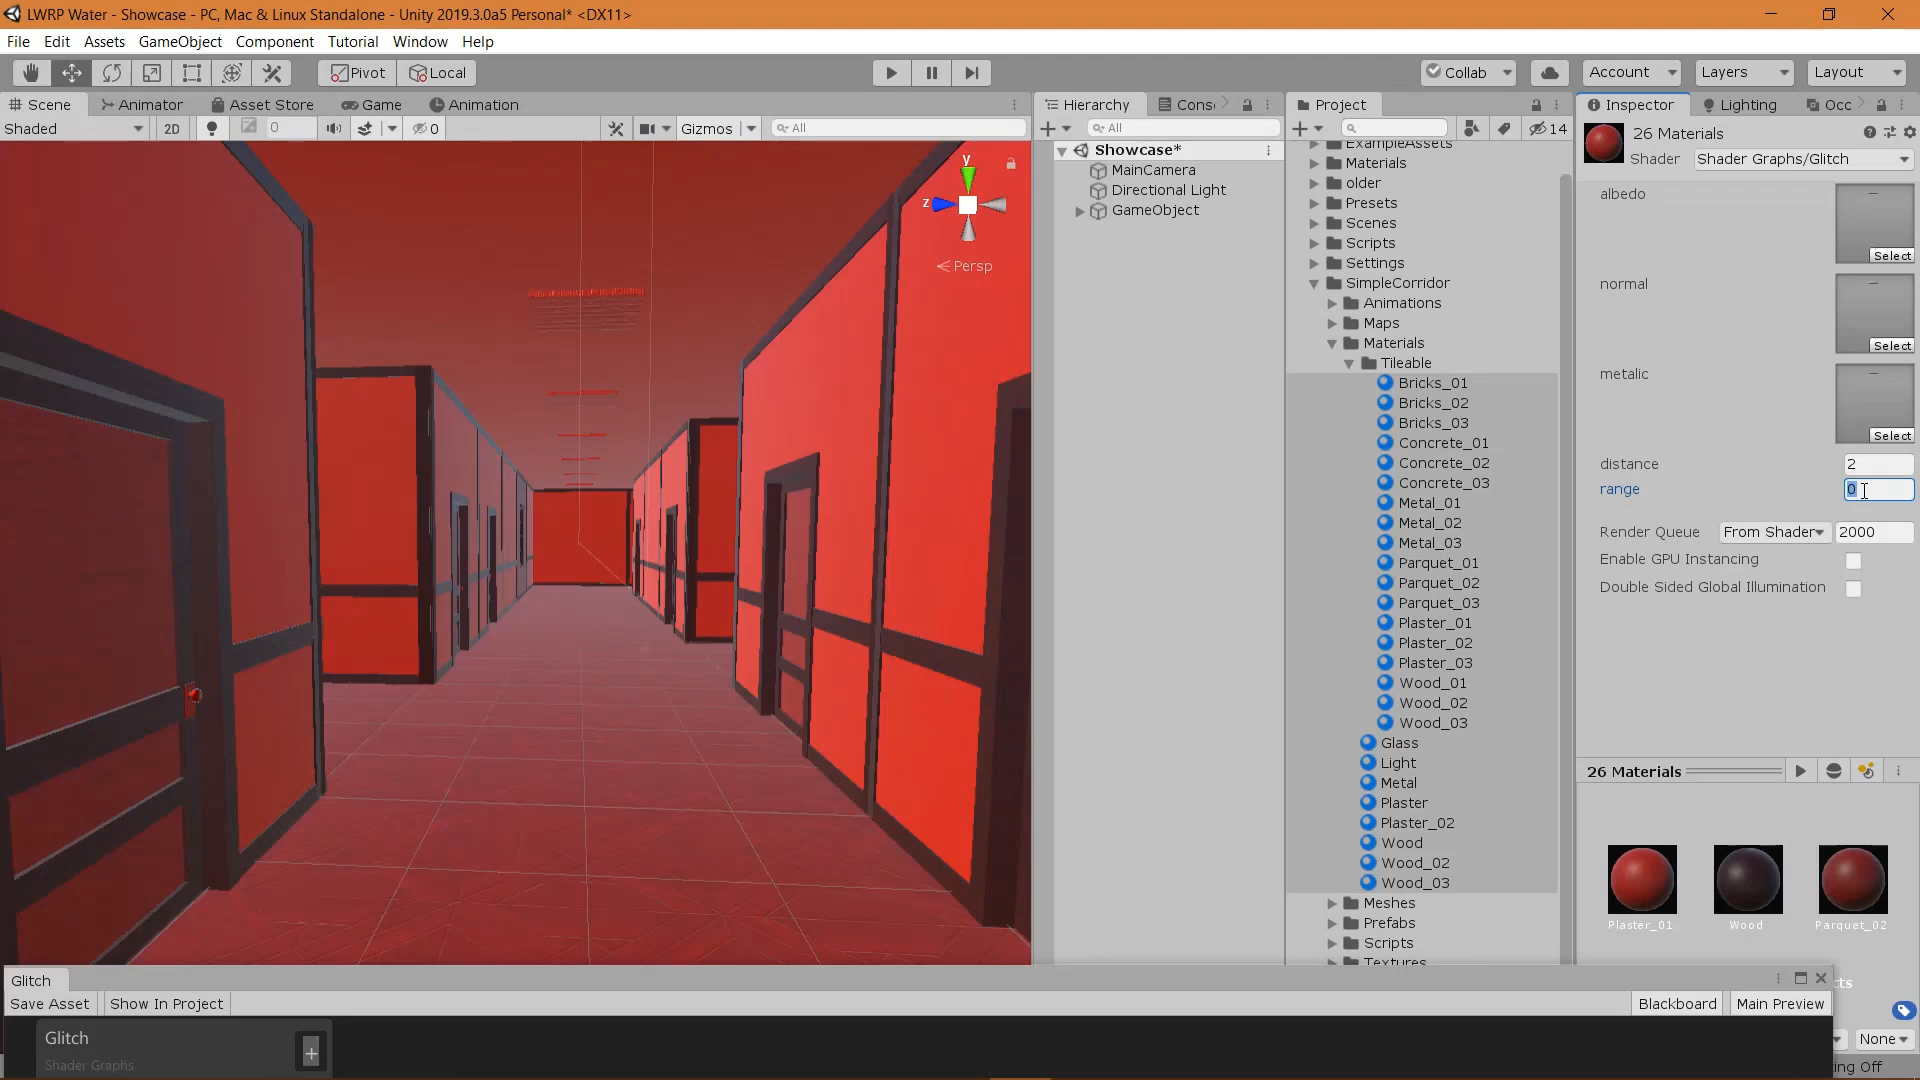 LWRP Water - Showcase - PC, Mac & Linux Standalone - Unity 2019.3.0a5 Personal* <DX11>
File Edit Assets GameObject Component Tutorial Window Help
Pivot Local Collab Account Layers Layout
Scene Animator Asset Store Game Animation
Shaded 2D 0 0 Gizmos All
y
z
Persp
Hierarchy Cons
All
Showcase*
MainCamera
Directional Light
GameObject
Project
14
ExampleAssets
Materials
older
Presets
Scenes
Scripts
Settings
SimpleCorridor
Animations
Maps
Materials
Tileable
Bricks_01
Bricks_02
Bricks_03
Concrete_01
Concrete_02
Concrete_03
Metal_01
Metal_02
Metal_03
Parquet_01
Parquet_02
Parquet_03
Plaster_01
Plaster_02
Plaster_03
Wood_01
Wood_02
Wood_03
Glass
Light
Metal
Plaster
Plaster_02
Wood
Wood_02
Wood_03
Meshes
Prefabs
Scripts
Textures
Inspector Lighting Occ
26 Materials
Shader Shader Graphs/Glitch
albedo
Select
normal
Select
metalic
Select
distance 2
range 0
Render Queue From Shader 2000
Enable GPU Instancing
Double Sided Global Illumination
26 Materials
Plaster_01 Wood Parquet_02
cts
None
ing Off
Glitch
Save Asset Show In Project Blackboard Main Preview
Glitch
Shader Graphs